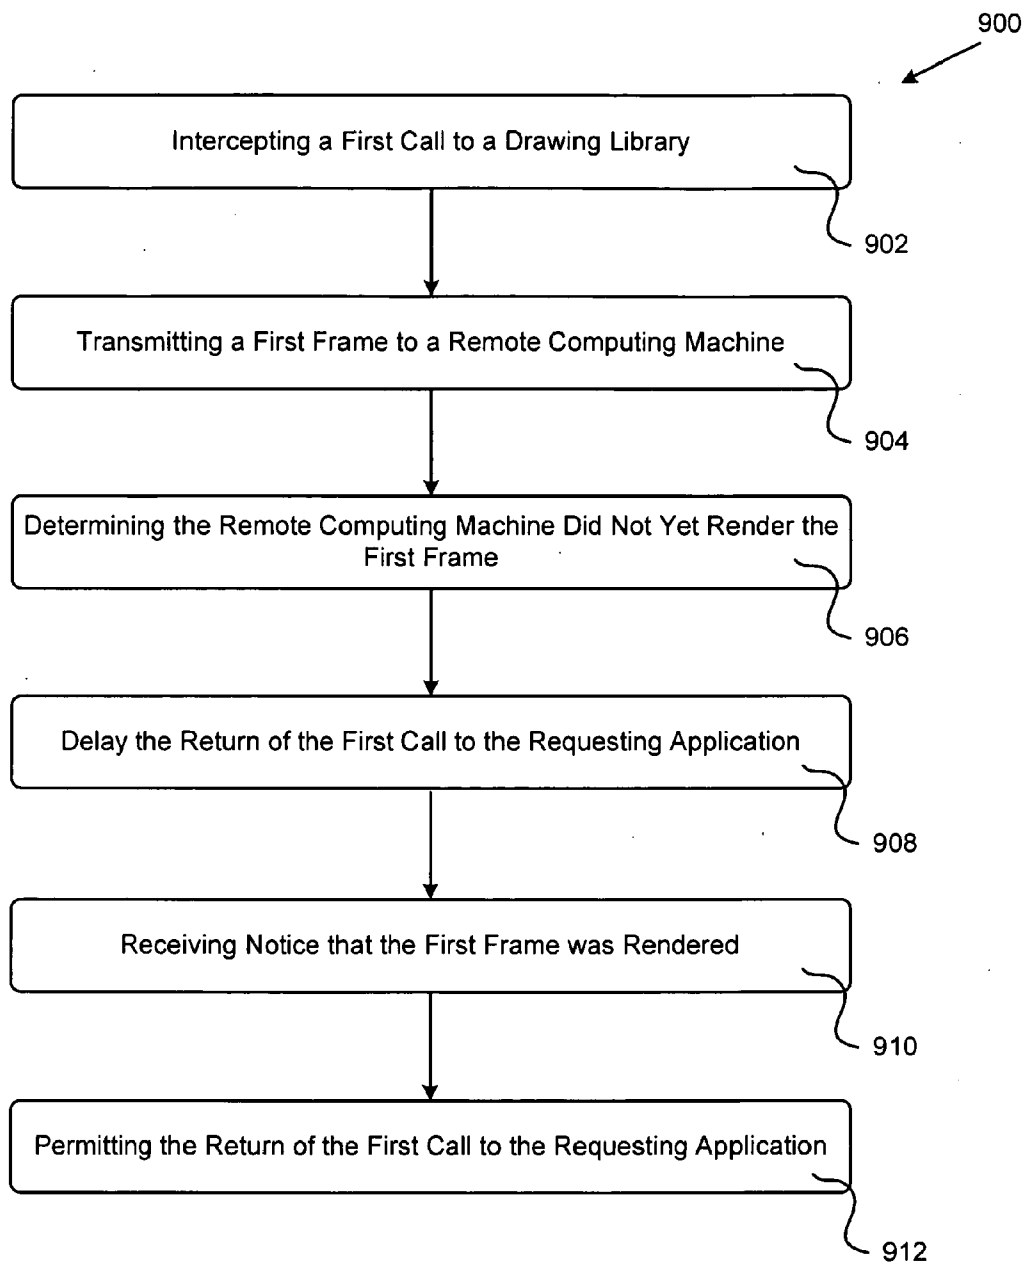 900
Intercepting a First Call to a Drawing Library
902
Transmitting a First Frame to a Remote Computing Machine
904
Determining the Remote Computing Machine Did Not Yet Render the
First Frame
906
Delay the Return of the First Call to the Requesting Application
908
Receiving Notice that the First Frame was Rendered
910
Permitting the Return of the First Call to the Requesting Application
912